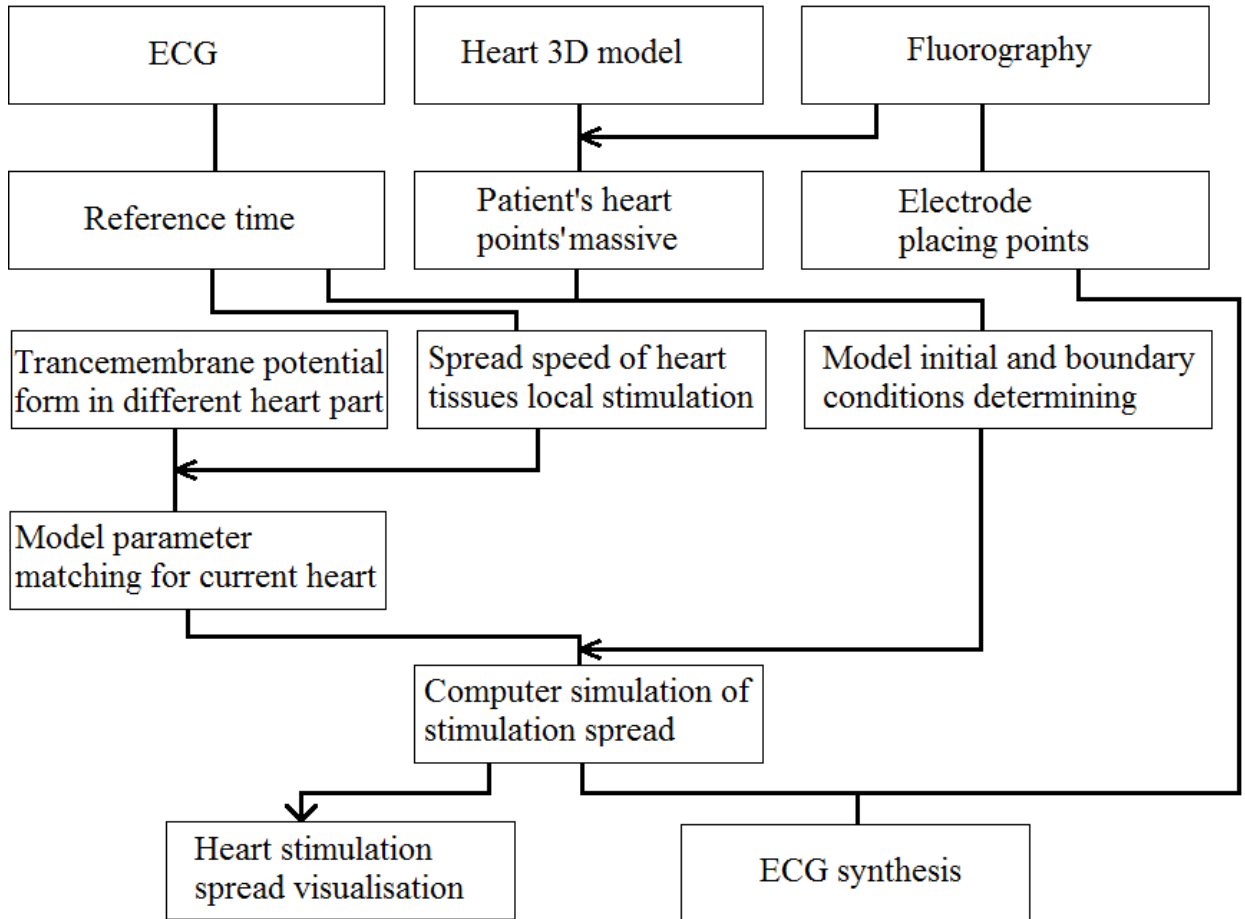 ECG
Heart 3D model
Fluorography
Reference time
Patient's heart
points'massive
Electrode
placing points
Trancemembrane potential
form in different heart part
Spread speed of heart
tissues local stimulation
Model initial and boundary
conditions determining
Model parameter
matching for current heart
Computer simulation of
stimulation spread
Heart stimulation
spread visualisation
ECG synthesis